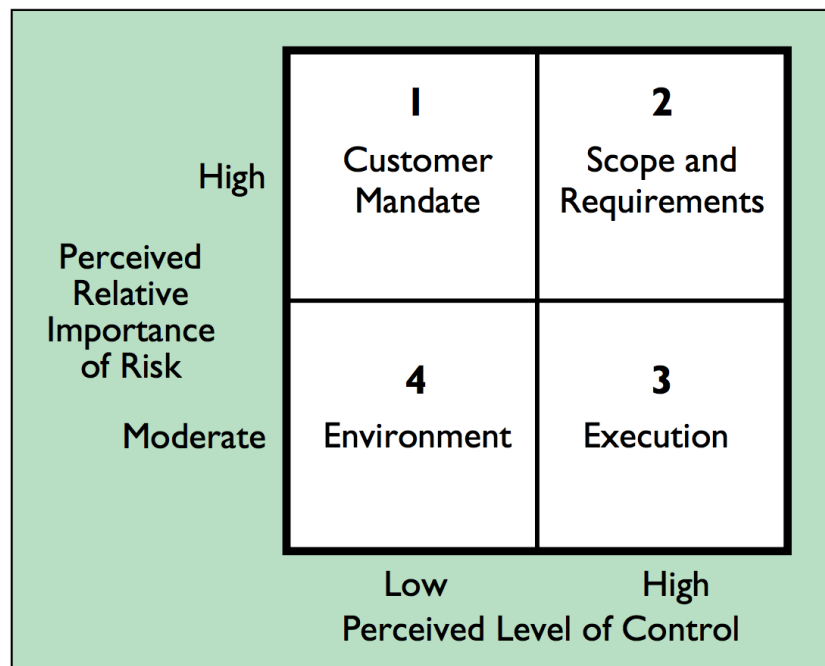 1
Customer
Mandate
2
Scope and
Requirements
High
Perceived
Relative
Importance
of Risk
4
Environment
3
Execution
Moderate
Low
High
Perceived Level of Control